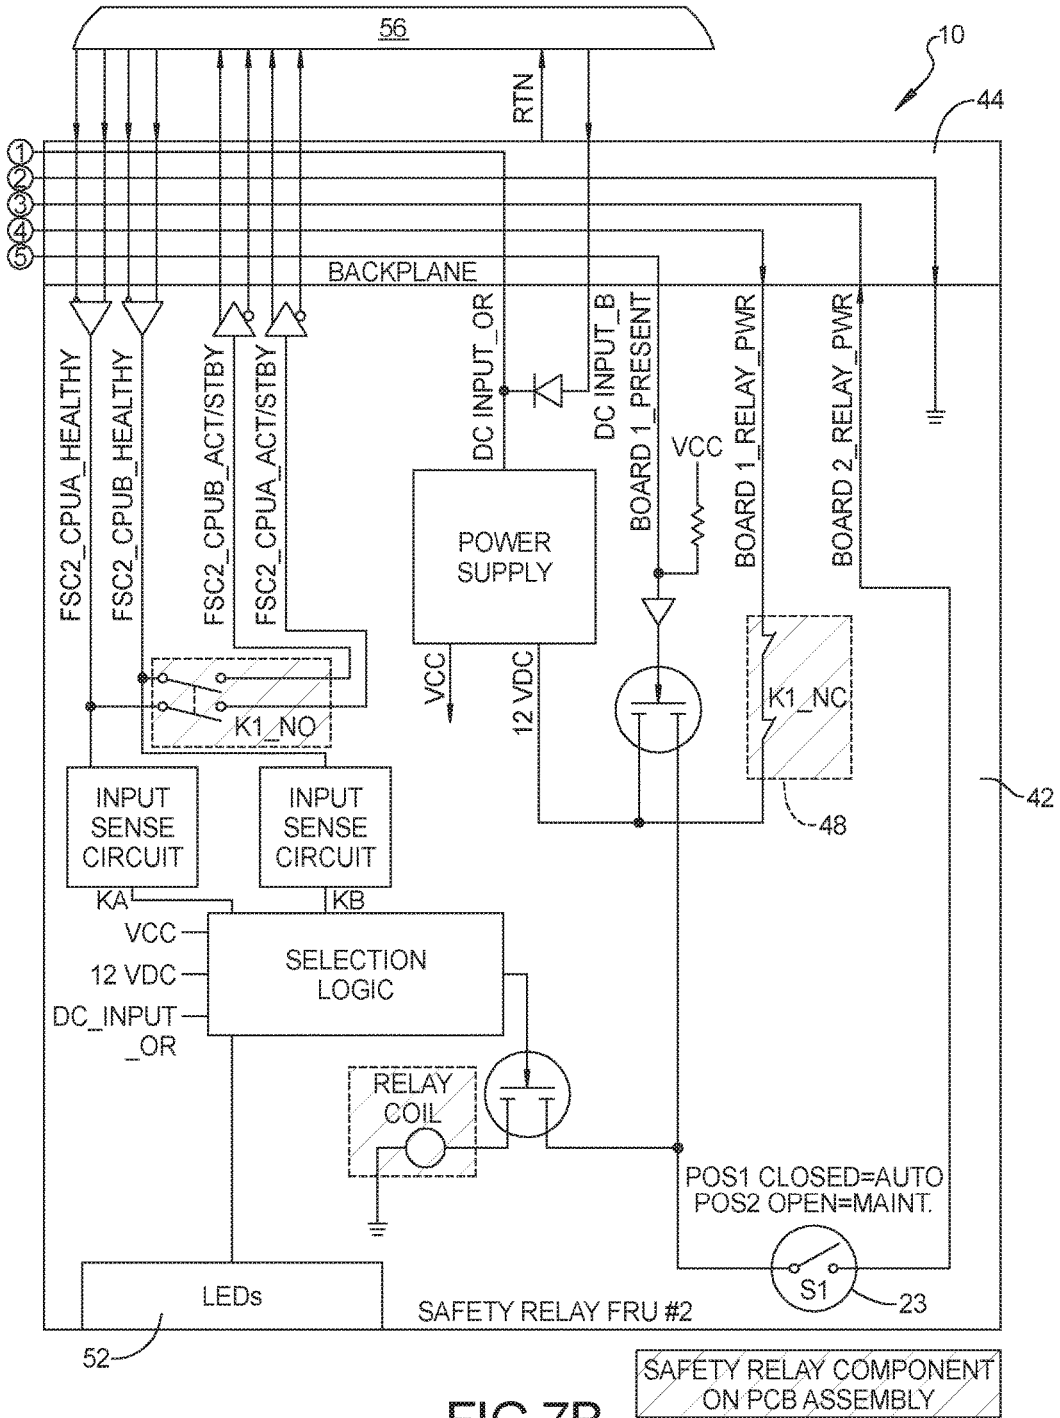 56
10
RTN
44
1
2
3
4
5
BACKPLANE
FSC2_CPUA_HEALTHY
FSC2_CPUB_HEALTHY
FSC2_CPUB_ACT/STBY
FSC2_CPUA_ACT/STBY
DC INPUT_OR
DC INPUT_B
BOARD 1_PRESENT
VCC
BOARD 1_RELAY_PWR
BOARD 2_RELAY_PWR
POWER
SUPPLY
VCC
12 VDC
K1_NO
K1_NC
48
42
INPUT
SENSE
CIRCUIT
INPUT
SENSE
CIRCUIT
KA
KB
VCC
12 VDC
DC_INPUT
_OR
SELECTION
LOGIC
RELAY
COIL
POS1 CLOSED=AUTO
POS2 OPEN=MAINT.
S1
23
LEDs
52
SAFETY RELAY FRU #2
SAFETY RELAY COMPONENT
ON PCB ASSEMBLY
FIG 7B